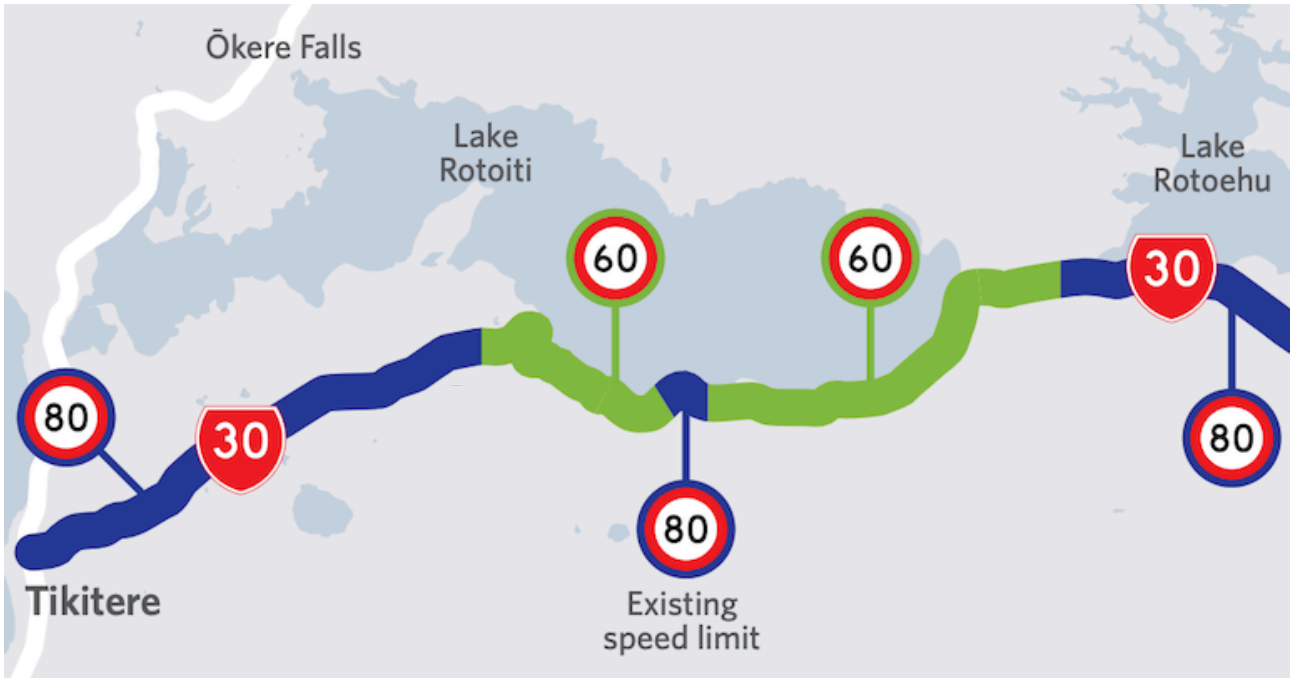 Ōkere Falls
Lake
Rotoiti
Lake
Rotoehu
60
60
30
80
30
80
80
Tikitere
Existing
speed limit